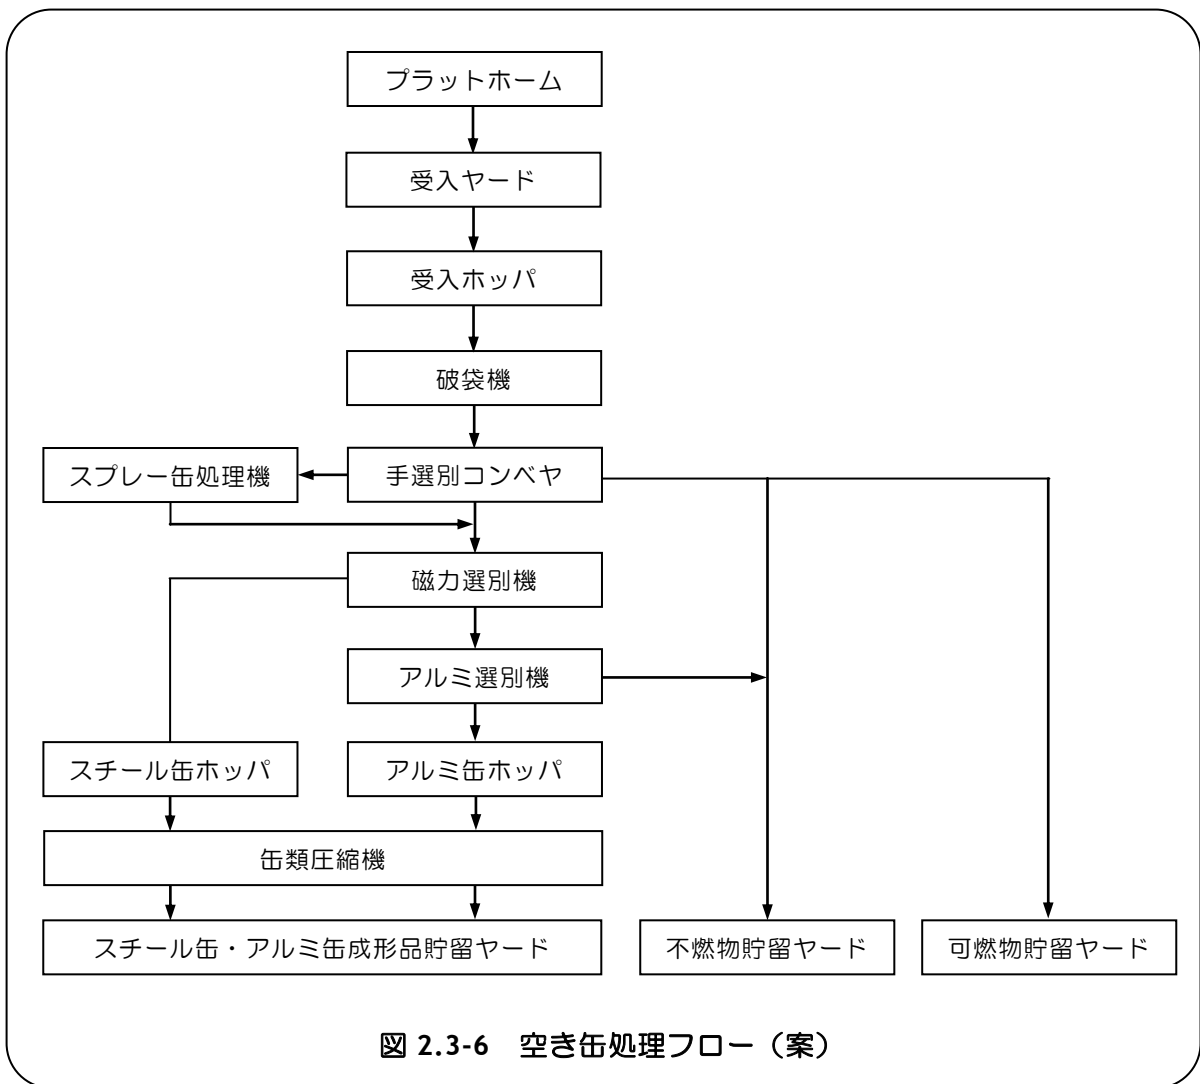 プラットホーム
受入ヤード
受入ホッパ
破袋機
スプレー缶処理機
手選別コンベヤ
磁力選別機
アルミ選別機
スチール缶ホッパ
アルミ缶ホッパ
缶類圧縮機
スチール缶・アルミ缶成形品貯留ヤード
不燃物貯留ヤード
可燃物貯留ヤード
図 2.3-6 空き缶処理フロー（案）